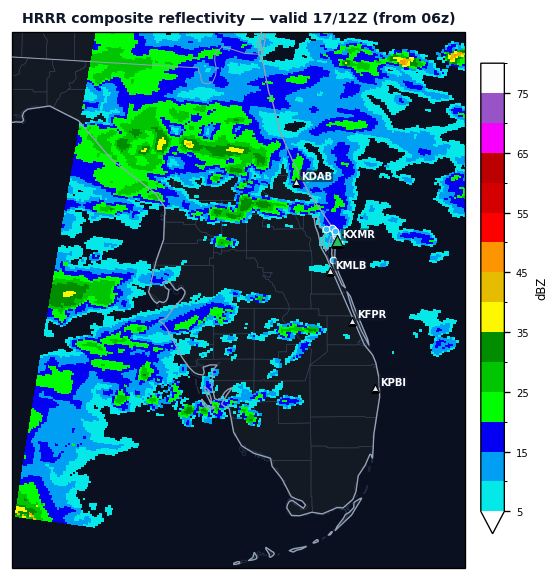 HRRR composite reflectivity — valid 17/12Z (from 06z)
KDAB
KXMR
KMLB
KFPR
KPBI
75
65
55
45
35
25
15
5
dBZ